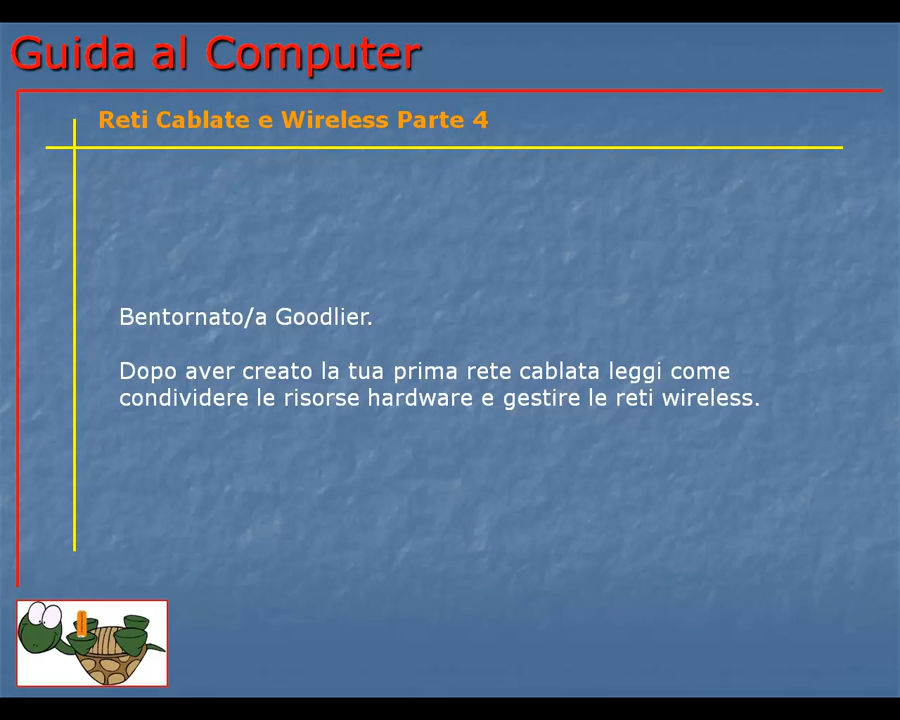 Guida al Computer
Reti Cablate e Wireless Parte 4
Bentornato/a Goodlier.
Dopo aver creato la tua prima rete cablata leggi come
condividere le risorse hardware e gestire le reti wireless.